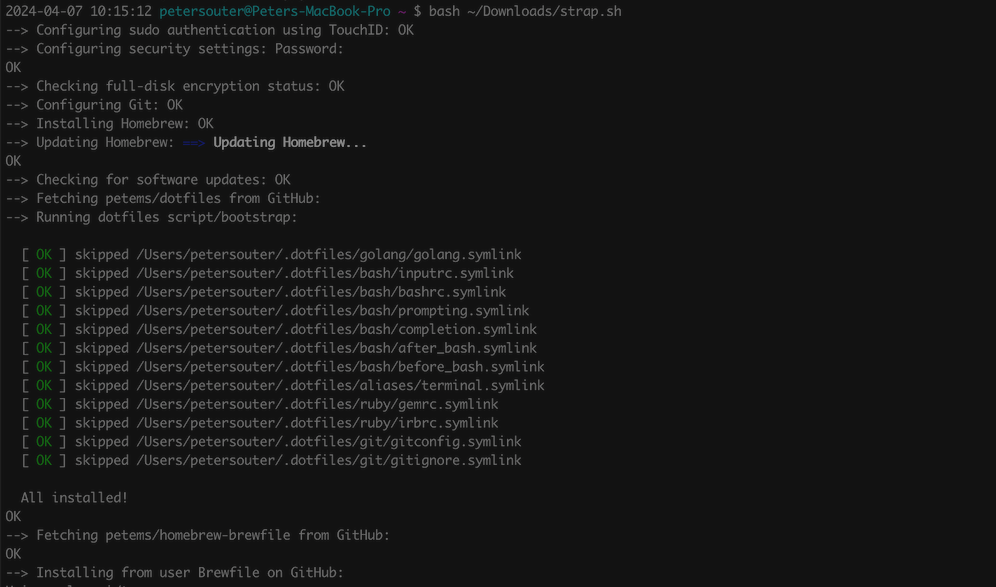 2024-04-07 10:15:12 petersouter@Peters-MacBook-Pro ~ $ bash ~/Downloads/strap.sh
--> Configuring sudo authentication using TouchID: OK
--> Configuring security settings: Password:
OK
--> Checking full-disk encryption status: OK
--> Configuring Git: OK
--> Installing Homebrew: OK
--> Updating Homebrew: ==> Updating Homebrew...
OK
--> Checking for software updates: OK
--> Fetching petems/dotfiles from GitHub:
--> Running dotfiles script/bootstrap:
[ OK ] skipped /Users/petersouter/.dotfiles/golang/golang.symlink
[ OK ] skipped /Users/petersouter/.dotfiles/bash/inputrc.symlink
[ OK ] skipped /Users/petersouter/.dotfiles/bash/bashrc.symlink
[ OK ] skipped /Users/petersouter/.dotfiles/bash/prompting.symlink
[ OK ] skipped /Users/petersouter/.dotfiles/bash/completion.symlink
[ OK ] skipped /Users/petersouter/.dotfiles/bash/after_bash.symlink
[ OK ] skipped /Users/petersouter/.dotfiles/bash/before_bash.symlink
[ OK ] skipped /Users/petersouter/.dotfiles/aliases/terminal.symlink
[ OK ] skipped /Users/petersouter/.dotfiles/ruby/gemrc.symlink
[ OK ] skipped /Users/petersouter/.dotfiles/ruby/irbrc.symlink
[ OK ] skipped /Users/petersouter/.dotfiles/git/gitconfig.symlink
[ OK ] skipped /Users/petersouter/.dotfiles/git/gitignore.symlink
All installed!
OK
--> Fetching petems/homebrew-brewfile from GitHub:
OK
--> Installing from user Brewfile on GitHub: